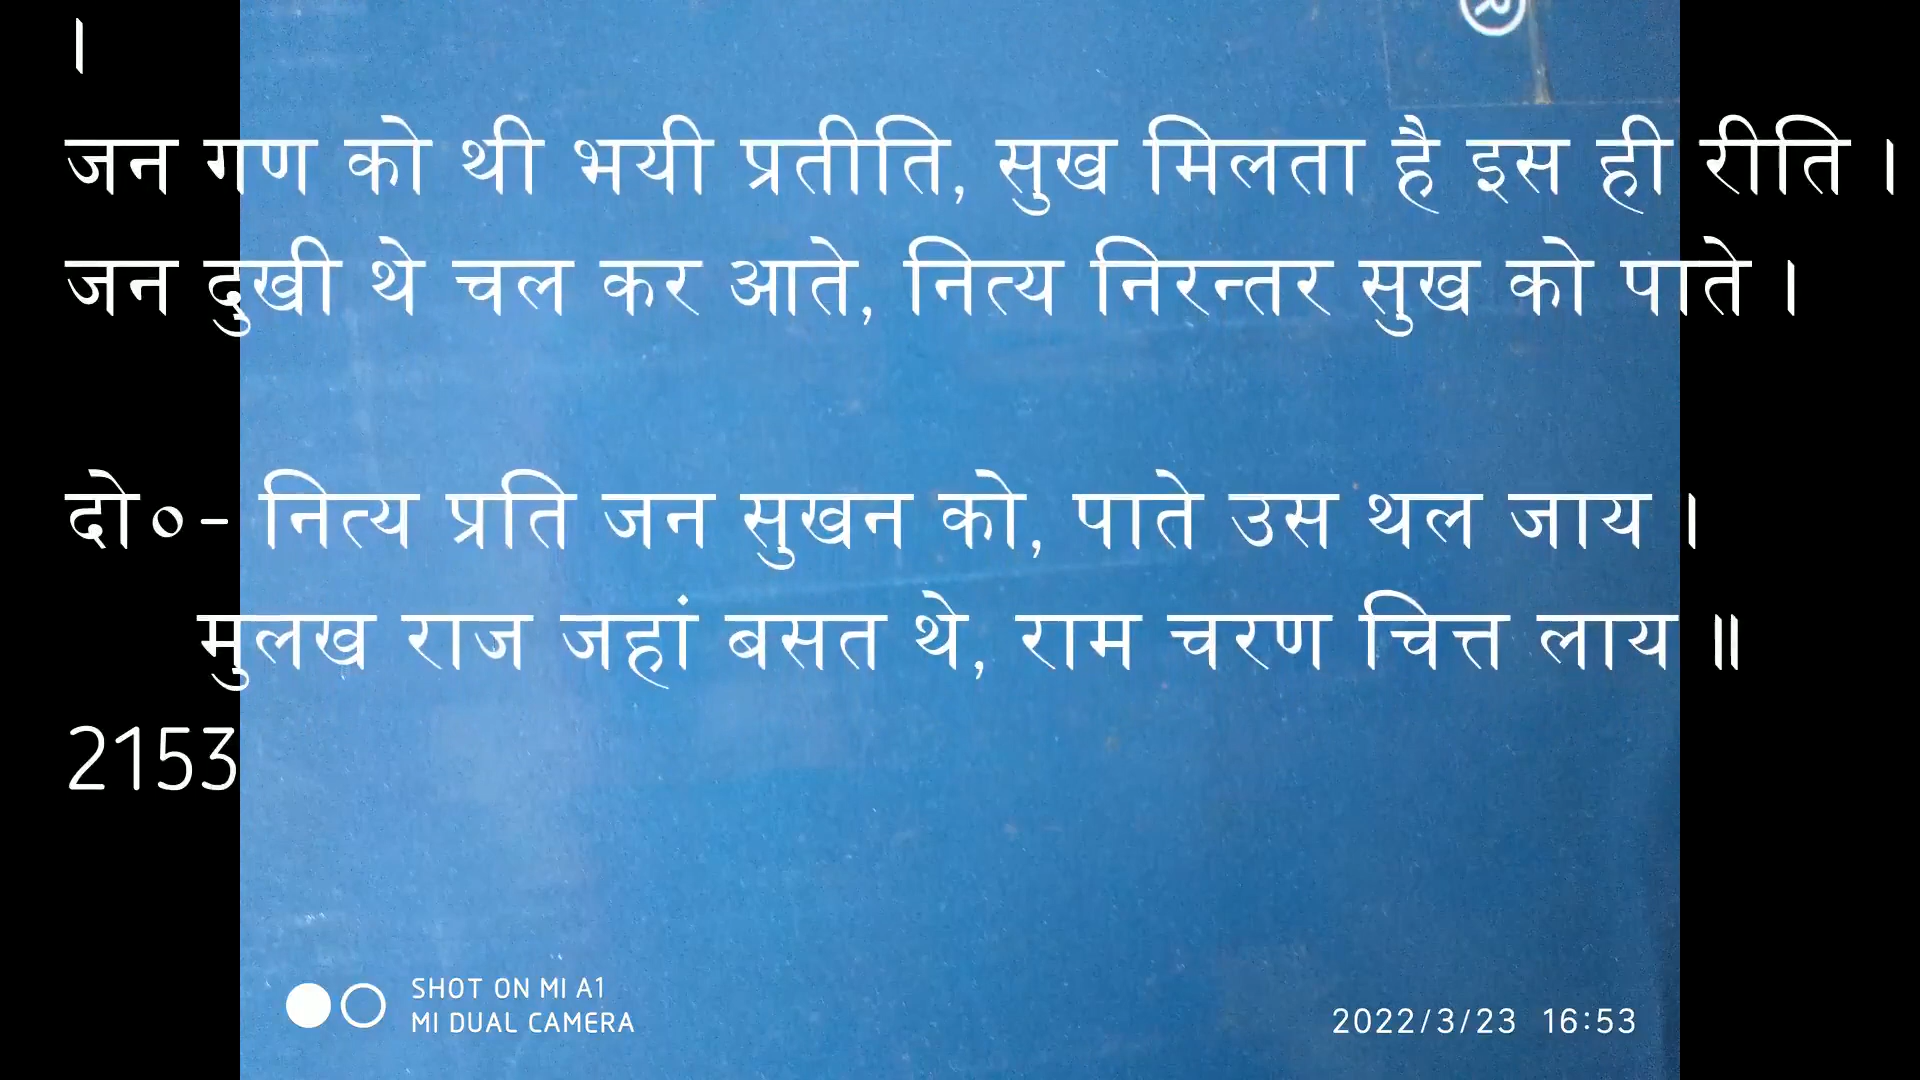 ।
जन गण को थी भयी प्रतीति, सुख मिलता है इस ही रीति ।
जन दुखी थे चल कर आते, नित्य निरन्तर सुख को पाते ।
दो०- नित्य प्रति जन सुखन को, पाते उस थल जाय ।
मुलख राज जहां बसत थे, राम चरण चित्त लाय ॥
2153
SHOT ON MI A1
MI DUAL CAMERA
2022/3/23 16:53